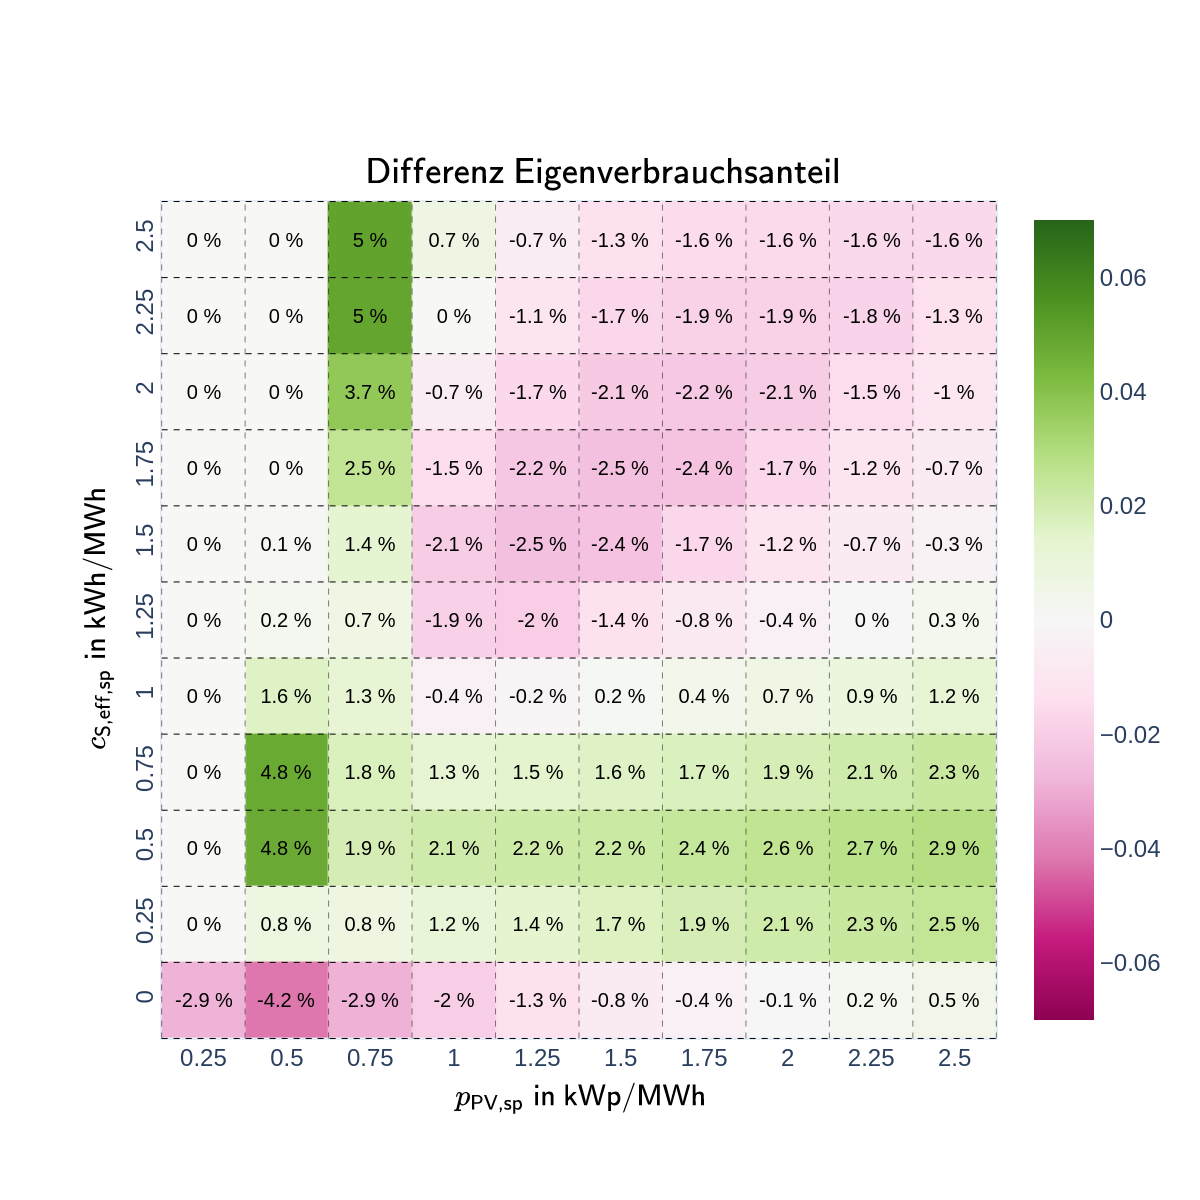 Differenz Eigenverbrauchsanteil
2.5 0 % 0 % 5 % 0.7 % -0.7 % -1.3 % -1.6 % -1.6 % -1.6 % -1.6 %
2.25 0 % 0 % 5 % 0 % -1.1 % -1.7 % -1.9 % -1.9 % -1.8 % -1.3 %
2 0 % 0 % 3.7 % -0.7 % -1.7 % -2.1 % -2.2 % -2.1 % -1.5 % -1 %
1.75 0 % 0 % 2.5 % -1.5 % -2.2 % -2.5 % -2.4 % -1.7 % -1.2 % -0.7 %
1.5 0 % 0.1 % 1.4 % -2.1 % -2.5 % -2.4 % -1.7 % -1.2 % -0.7 % -0.3 %
1.25 0 % 0.2 % 0.7 % -1.9 % -2 % -1.4 % -0.8 % -0.4 % 0 % 0.3 %
1 0 % 1.6 % 1.3 % -0.4 % -0.2 % 0.2 % 0.4 % 0.7 % 0.9 % 1.2 %
0.75 0 % 4.8 % 1.8 % 1.3 % 1.5 % 1.6 % 1.7 % 1.9 % 2.1 % 2.3 %
0.5 0 % 4.8 % 1.9 % 2.1 % 2.2 % 2.2 % 2.4 % 2.6 % 2.7 % 2.9 %
0.25 0 % 0.8 % 0.8 % 1.2 % 1.4 % 1.7 % 1.9 % 2.1 % 2.3 % 2.5 %
0 -2.9 % -4.2 % -2.9 % -2 % -1.3 % -0.8 % -0.4 % -0.1 % 0.2 % 0.5 %
0.25 0.5 0.75 1 1.25 1.5 1.75 2 2.25 2.5
p PV,sp in kWp/MWh
c S,eff,sp in kWh/MWh
0.06
0.04
0.02
0
−0.02
−0.04
−0.06